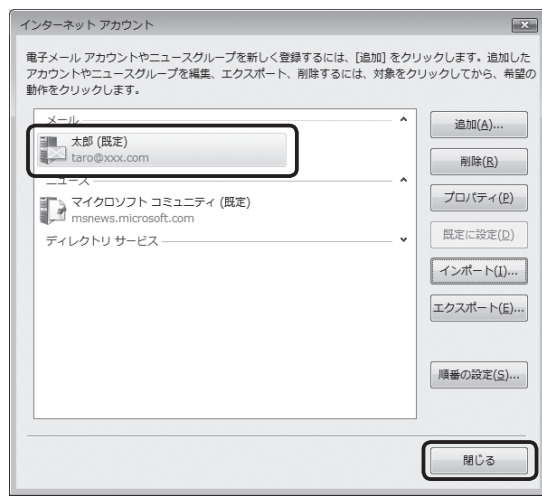 インターネット アカウント
電子メール アカウントやニュースグループを新しく登録するには、[追加] をクリックします。追加した
アカウントやニュースグループを編集、エクスポート、削除するには、対象をクリックしてから、希望の
動作をクリックします。
メール
太郎 (既定)
taro@xxx.com
ニュース
マイクロソフト コミュニティ (既定)
msnews.microsoft.com
ディレクトリ サービス
追加(A)...
削除(R)
プロパティ(P)
既定に設定(D)
インポート(I)...
エクスポート(E)...
順番の設定(S)...
閉じる